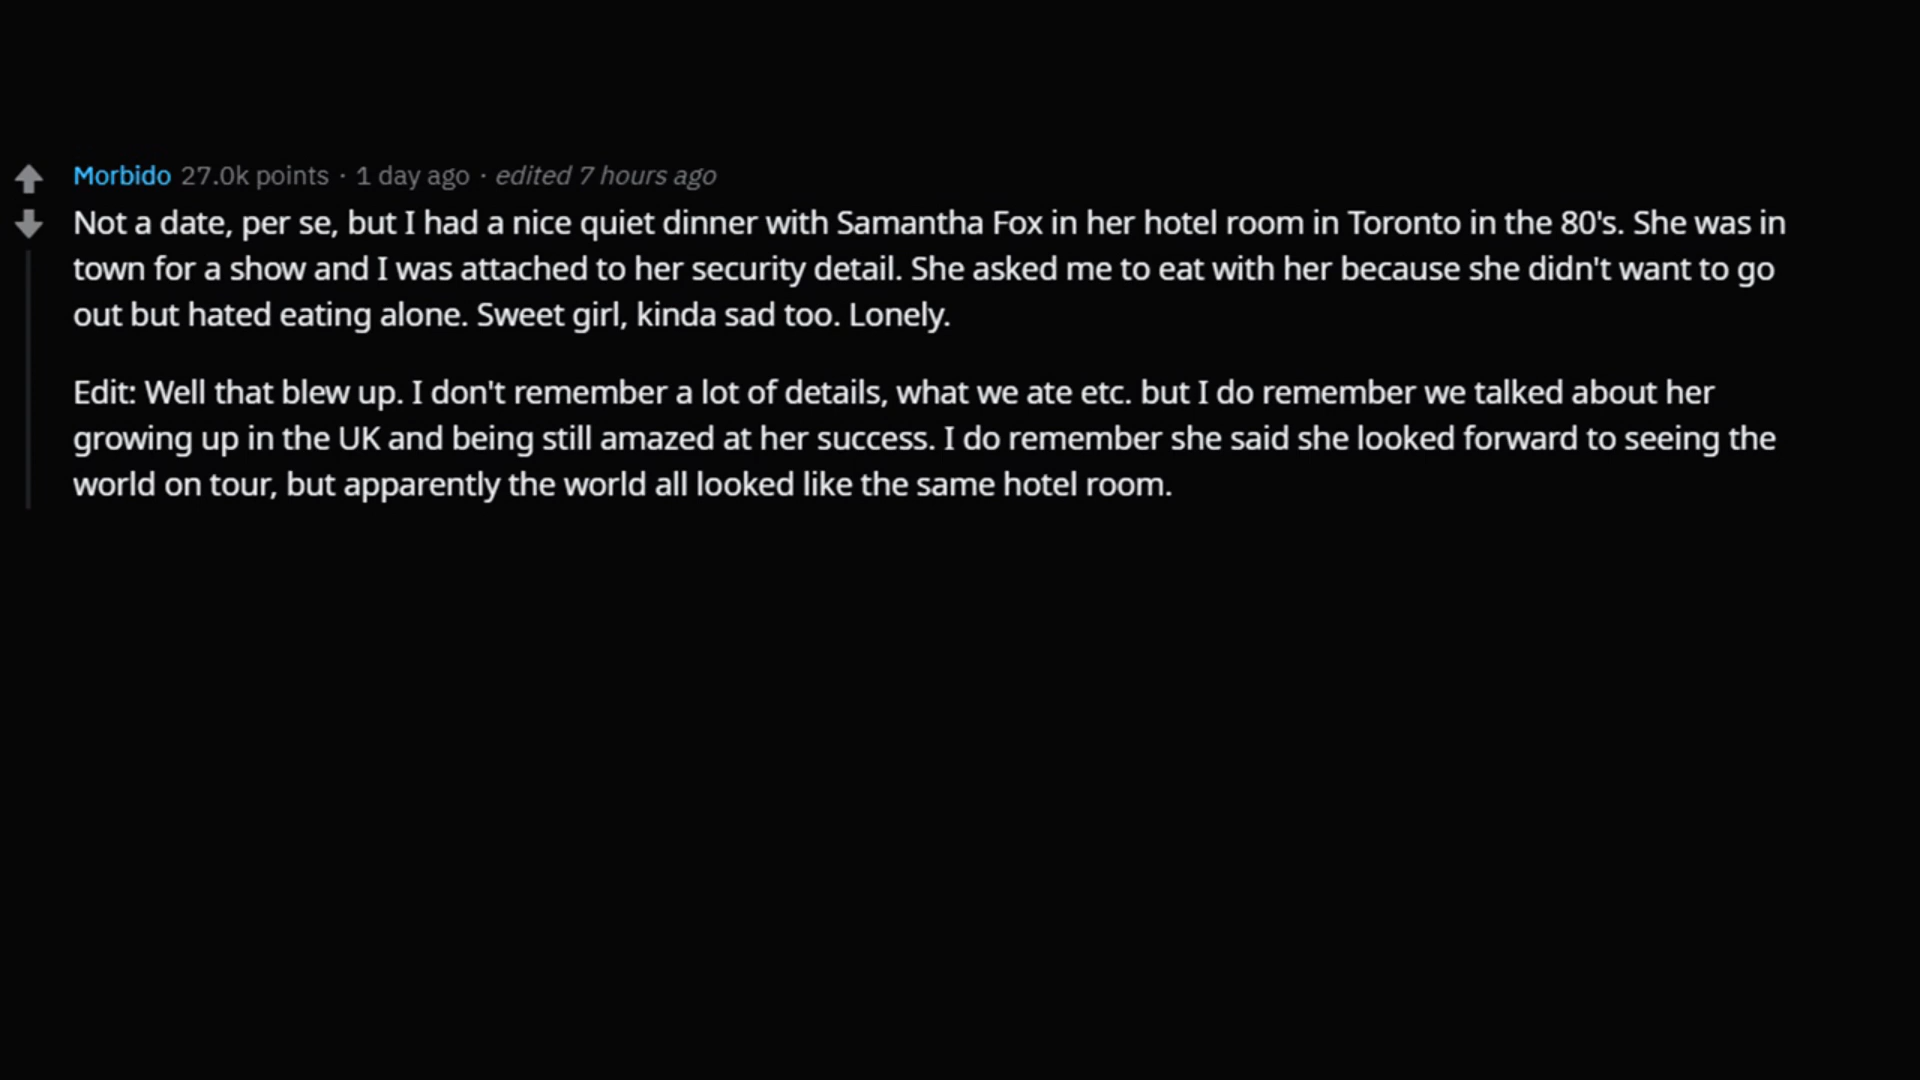 Morbido 27.0k points · 1 day ago · edited 7 hours ago
Not a date, per se, but I had a nice quiet dinner with Samantha Fox in her hotel room in Toronto in the 80's. She was in
town for a show and I was attached to her security detail. She asked me to eat with her because she didn't want to go
out but hated eating alone. Sweet girl, kinda sad too. Lonely.
Edit: Well that blew up. I don't remember a lot of details, what we ate etc. but I do remember we talked about her
growing up in the UK and being still amazed at her success. I do remember she said she looked forward to seeing the
world on tour, but apparently the world all looked like the same hotel room.